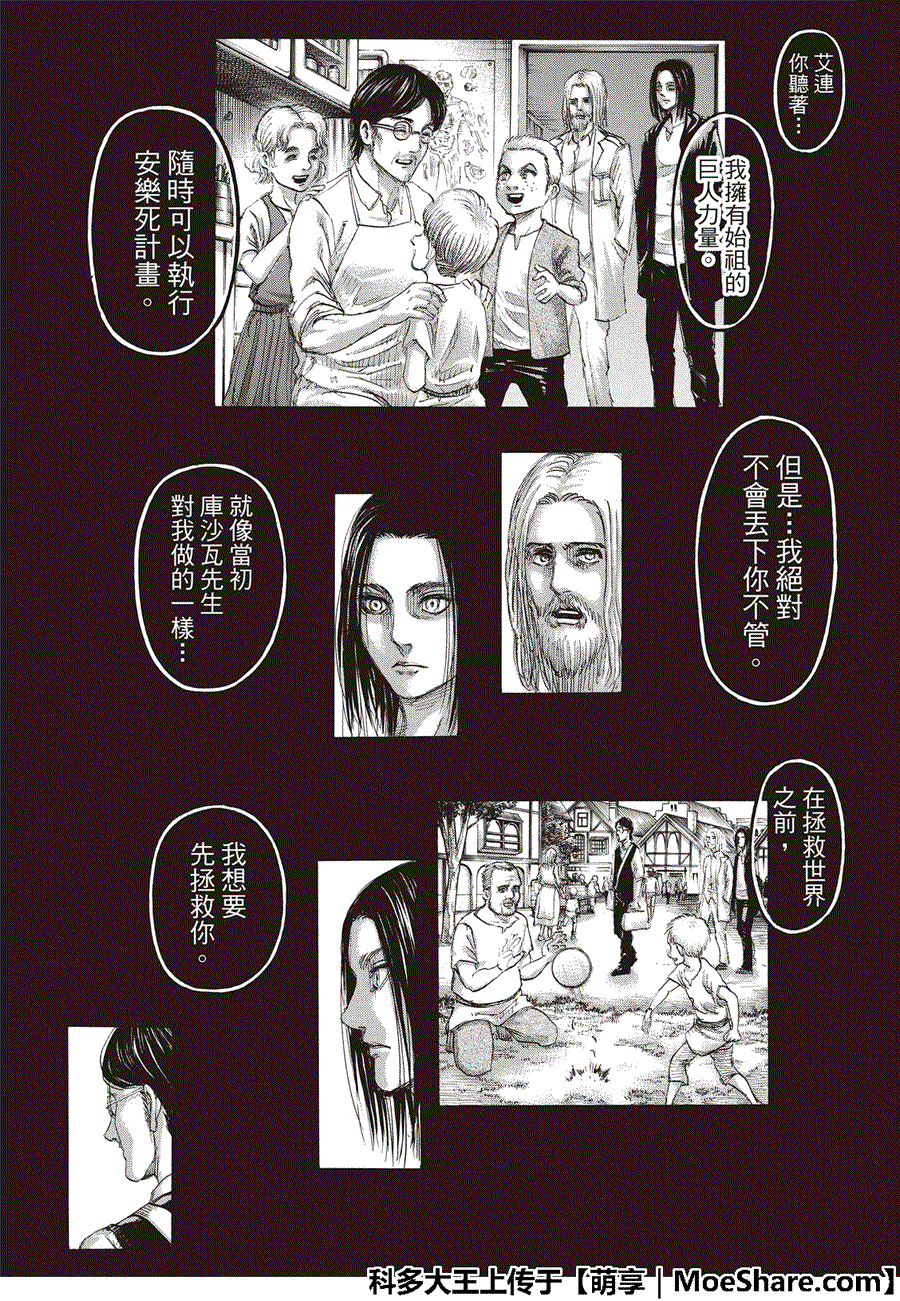 艾連
你聽著…
我擁有始祖的
巨人力量。
隨時可以執行
安樂死計畫。
但是…我絕對
不會丟下你不管。
就像當初
庫沙瓦先生
對我做的一樣…
在拯救世界
之前，
我想要
先拯救你。
科多大王上传于【萌享|MoeShare.com】